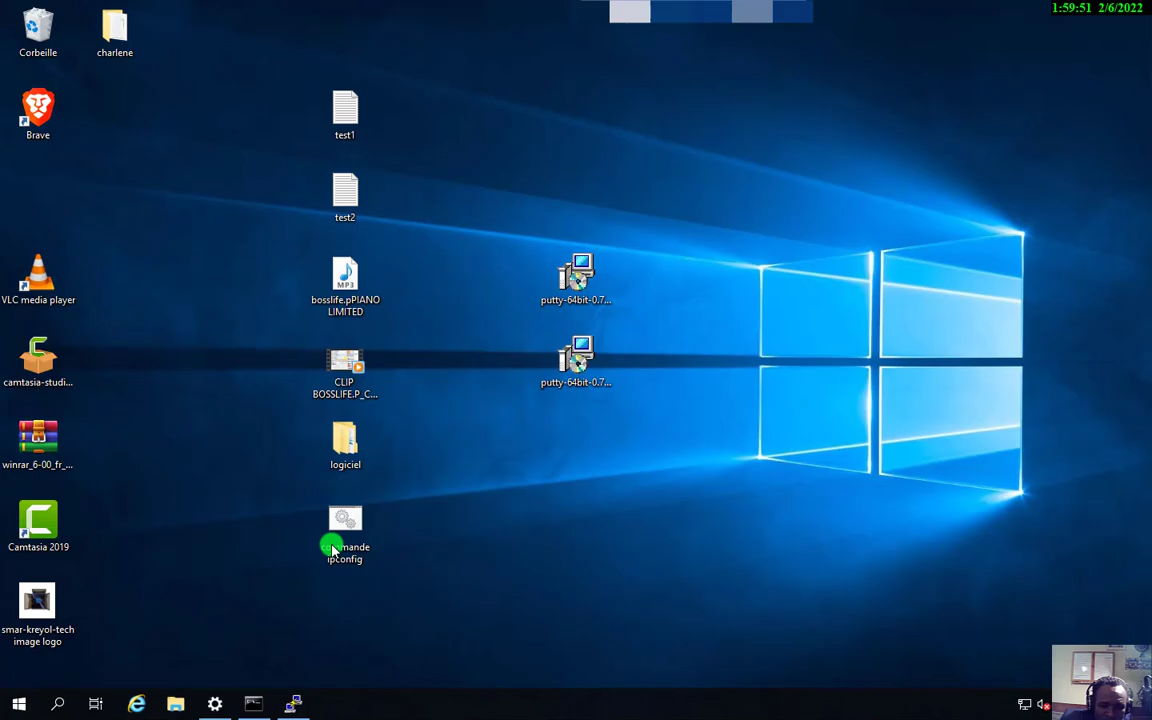 1:59:51 2/6/2022
Corbeille
charlene
Brave
test1
test2
VLC media player
bosslife.pPIANO
LIMITED
putty-64bit-0.7...
camtasia-studi...
CLIP
BOSSLIFE.P_C...
putty-64bit-0.7...
winrar_6-00_fr_...
logiciel
Camtasia 2019
commande
ipconfig
smar-kreyol-tech
image logo